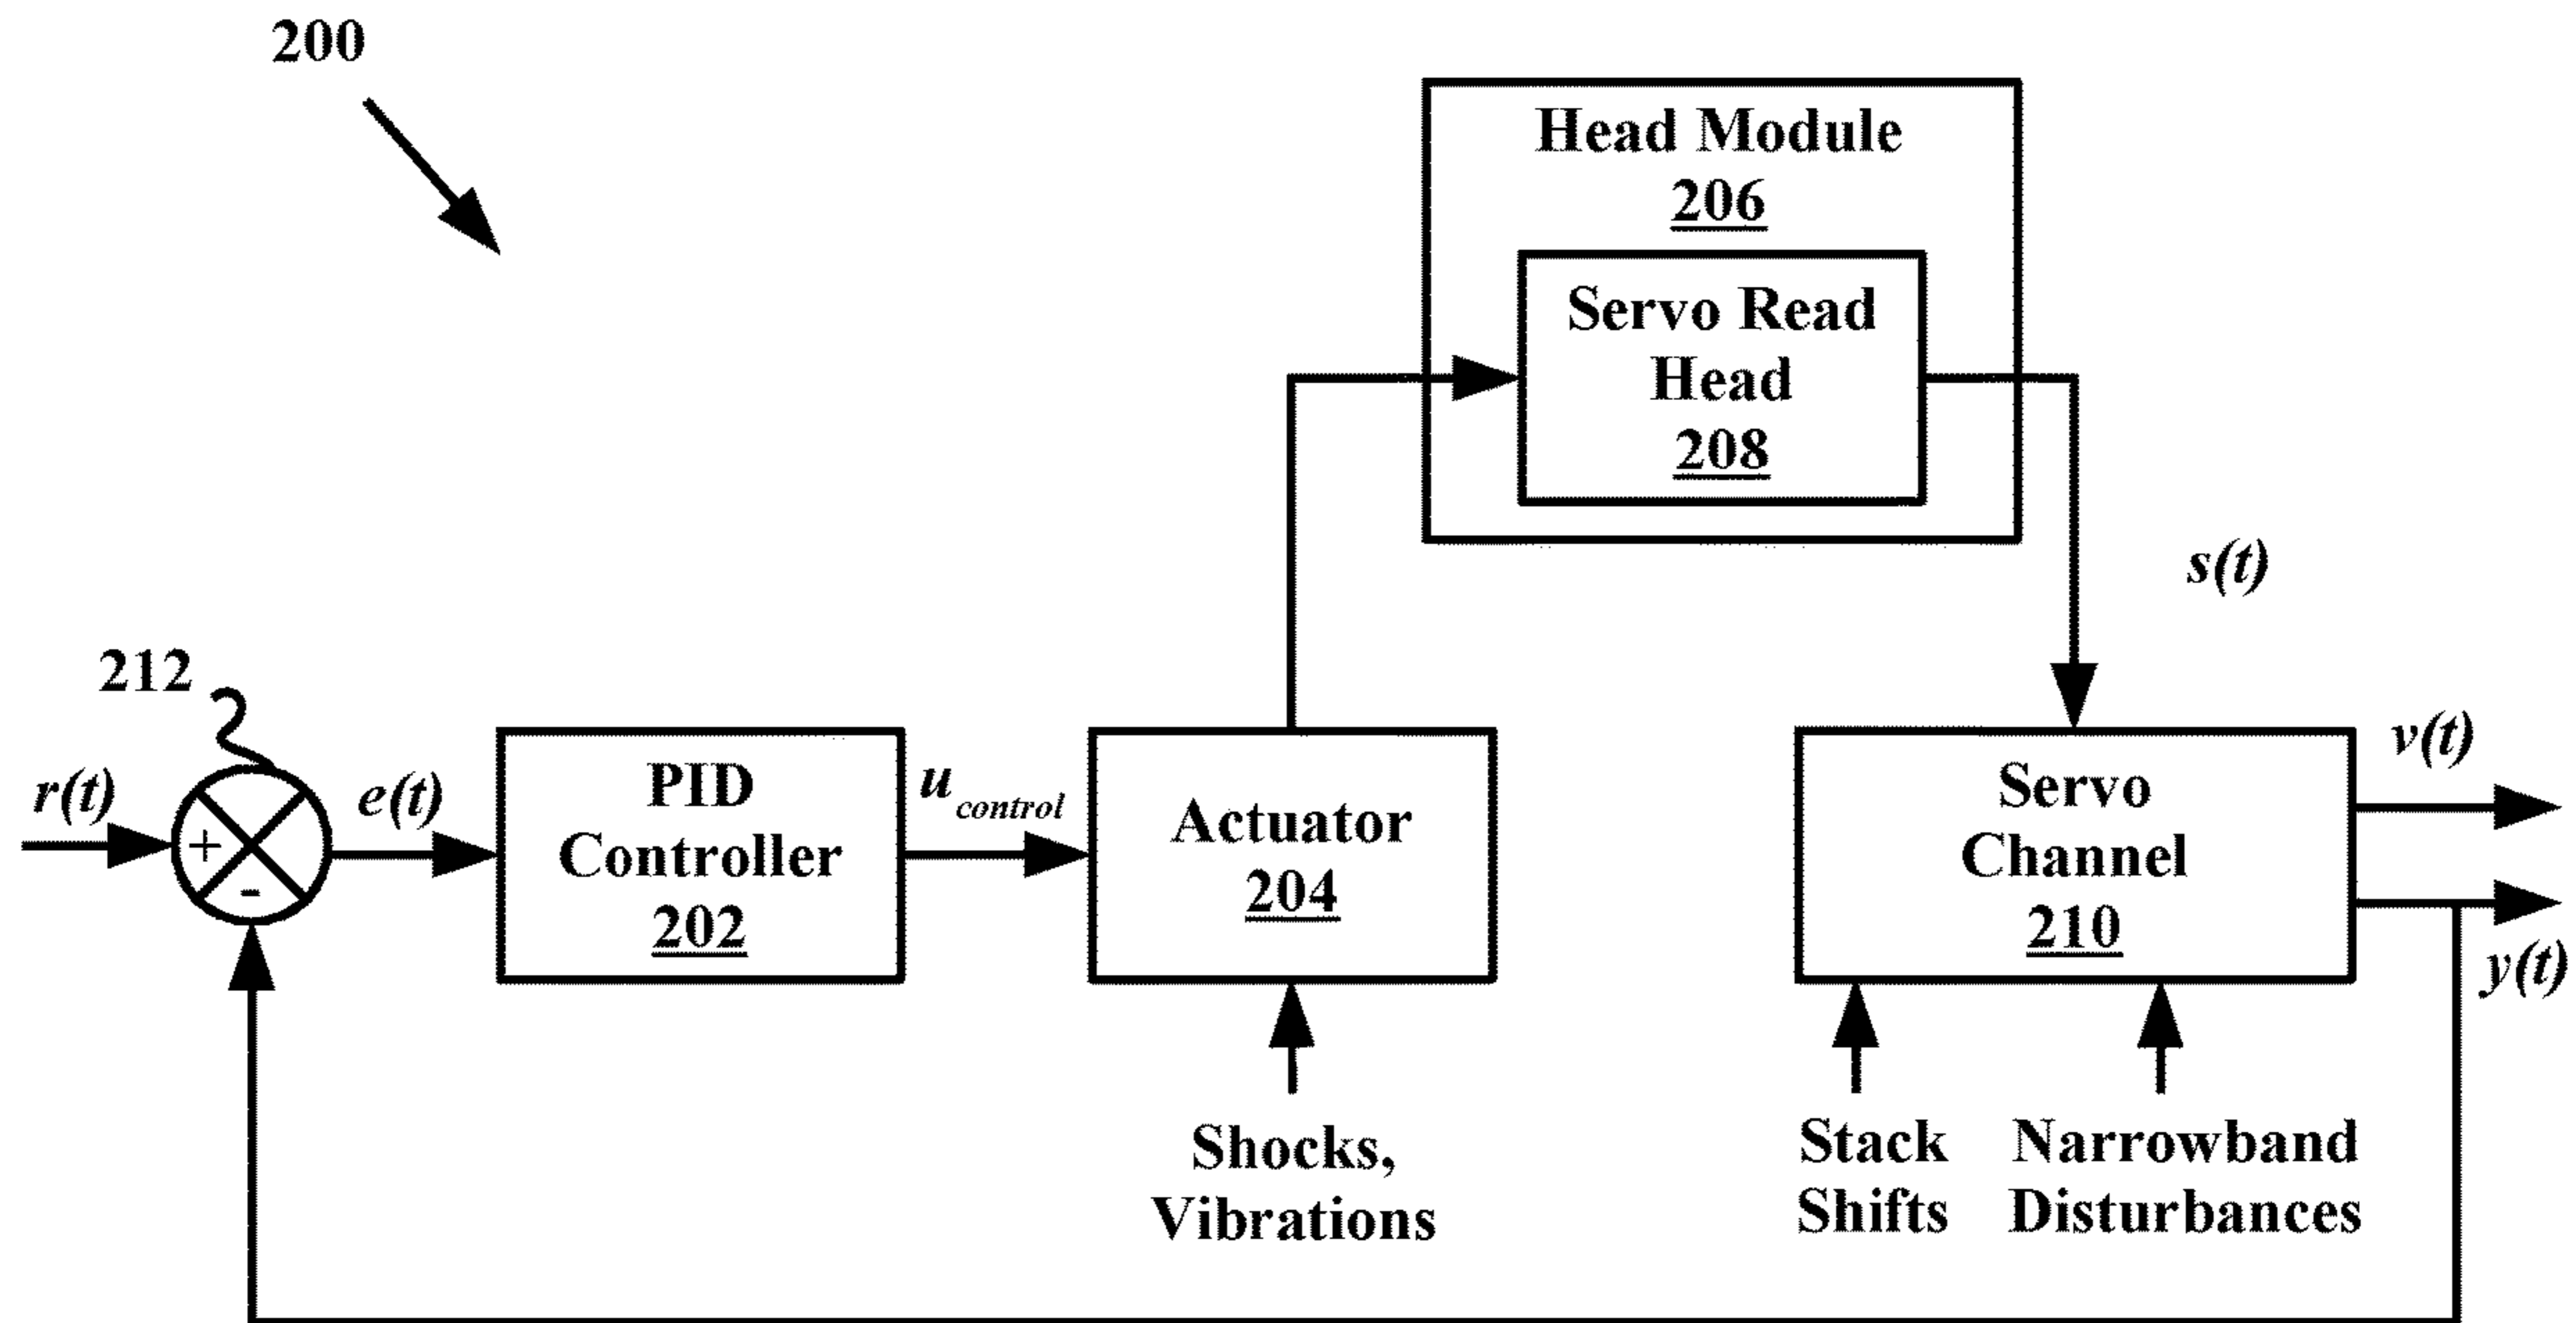 200
Head Module
206
Servo Read
Head
208
s(t)
212
r(t)
+
-
e(t)
PID
Controller
202
u control
Actuator
204
Servo
Channel
210
v(t)
y(t)
Shocks,
Vibrations
Stack
Shifts
Narrowband
Disturbances